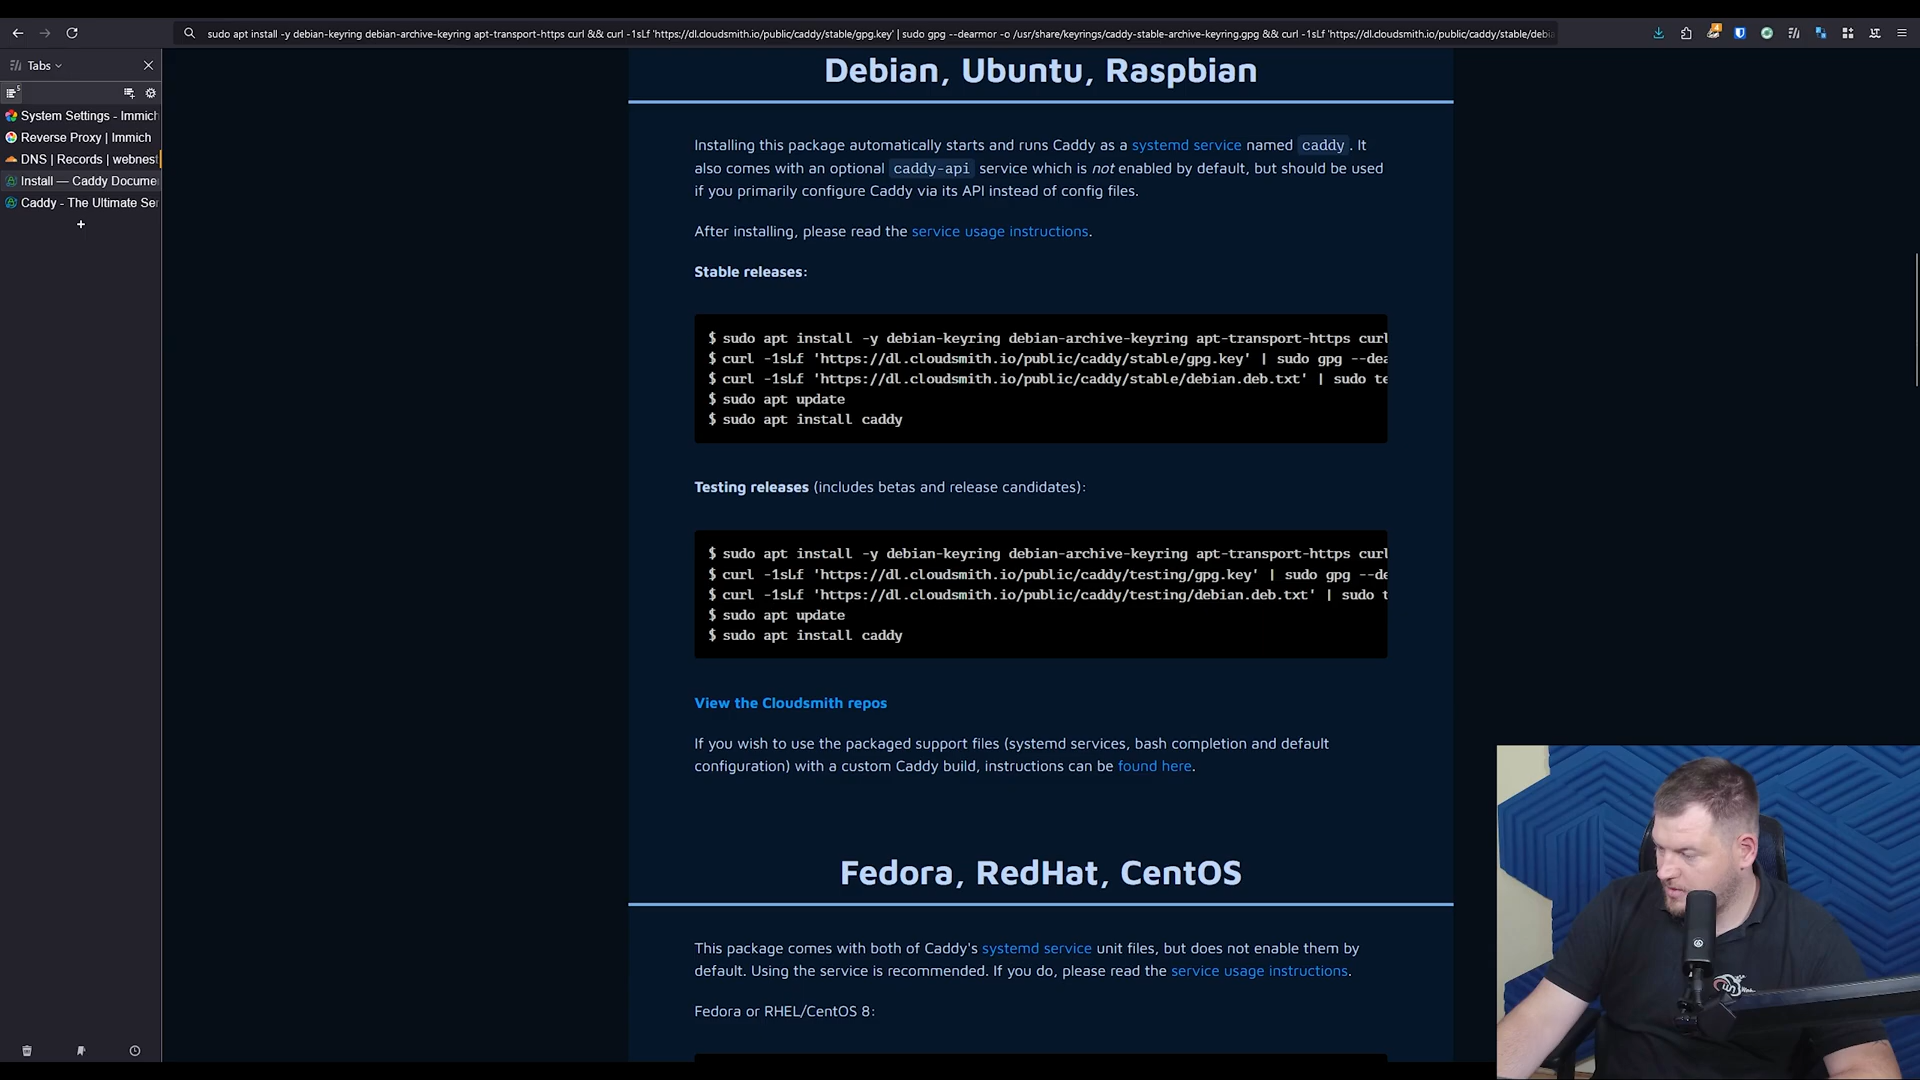 sudo apt install -y debian-keyring debian-archive-keyring apt-transport-https curl && curl -1sLf 'https://dl.cloudsmith.io/public/caddy/stable/gpg.key' | sudo gpg --dearmor -o /usr/share/keyrings/caddy-stable-archive-keyring.gpg && curl -1sLf 'https://dl.cloudsmith.io/public/caddy/stable/debia
Tabs
5
System Settings - Immich
Reverse Proxy | Immich
DNS | Records | webnest
Install — Caddy Docume
Caddy - The Ultimate Ser
Debian, Ubuntu, Raspbian
Installing this package automatically starts and runs Caddy as a systemd service named caddy. It
also comes with an optional caddy-api service which is not enabled by default, but should be used
if you primarily configure Caddy via its API instead of config files.
After installing, please read the service usage instructions.
Stable releases:
$ sudo apt install -y debian-keyring debian-archive-keyring apt-transport-https curl
$ curl -1sLf 'https://dl.cloudsmith.io/public/caddy/stable/gpg.key' | sudo gpg --dea
$ curl -1sLf 'https://dl.cloudsmith.io/public/caddy/stable/debian.deb.txt' | sudo te
$ sudo apt update
$ sudo apt install caddy
Testing releases (includes betas and release candidates):
$ sudo apt install -y debian-keyring debian-archive-keyring apt-transport-https curl
$ curl -1sLf 'https://dl.cloudsmith.io/public/caddy/testing/gpg.key' | sudo gpg --de
$ curl -1sLf 'https://dl.cloudsmith.io/public/caddy/testing/debian.deb.txt' | sudo t
$ sudo apt update
$ sudo apt install caddy
View the Cloudsmith repos
If you wish to use the packaged support files (systemd services, bash completion and default
configuration) with a custom Caddy build, instructions can be found here.
Fedora, RedHat, CentOS
This package comes with both of Caddy's systemd service unit files, but does not enable them by
default. Using the service is recommended. If you do, please read the service usage instructions.
Fedora or RHEL/CentOS 8: